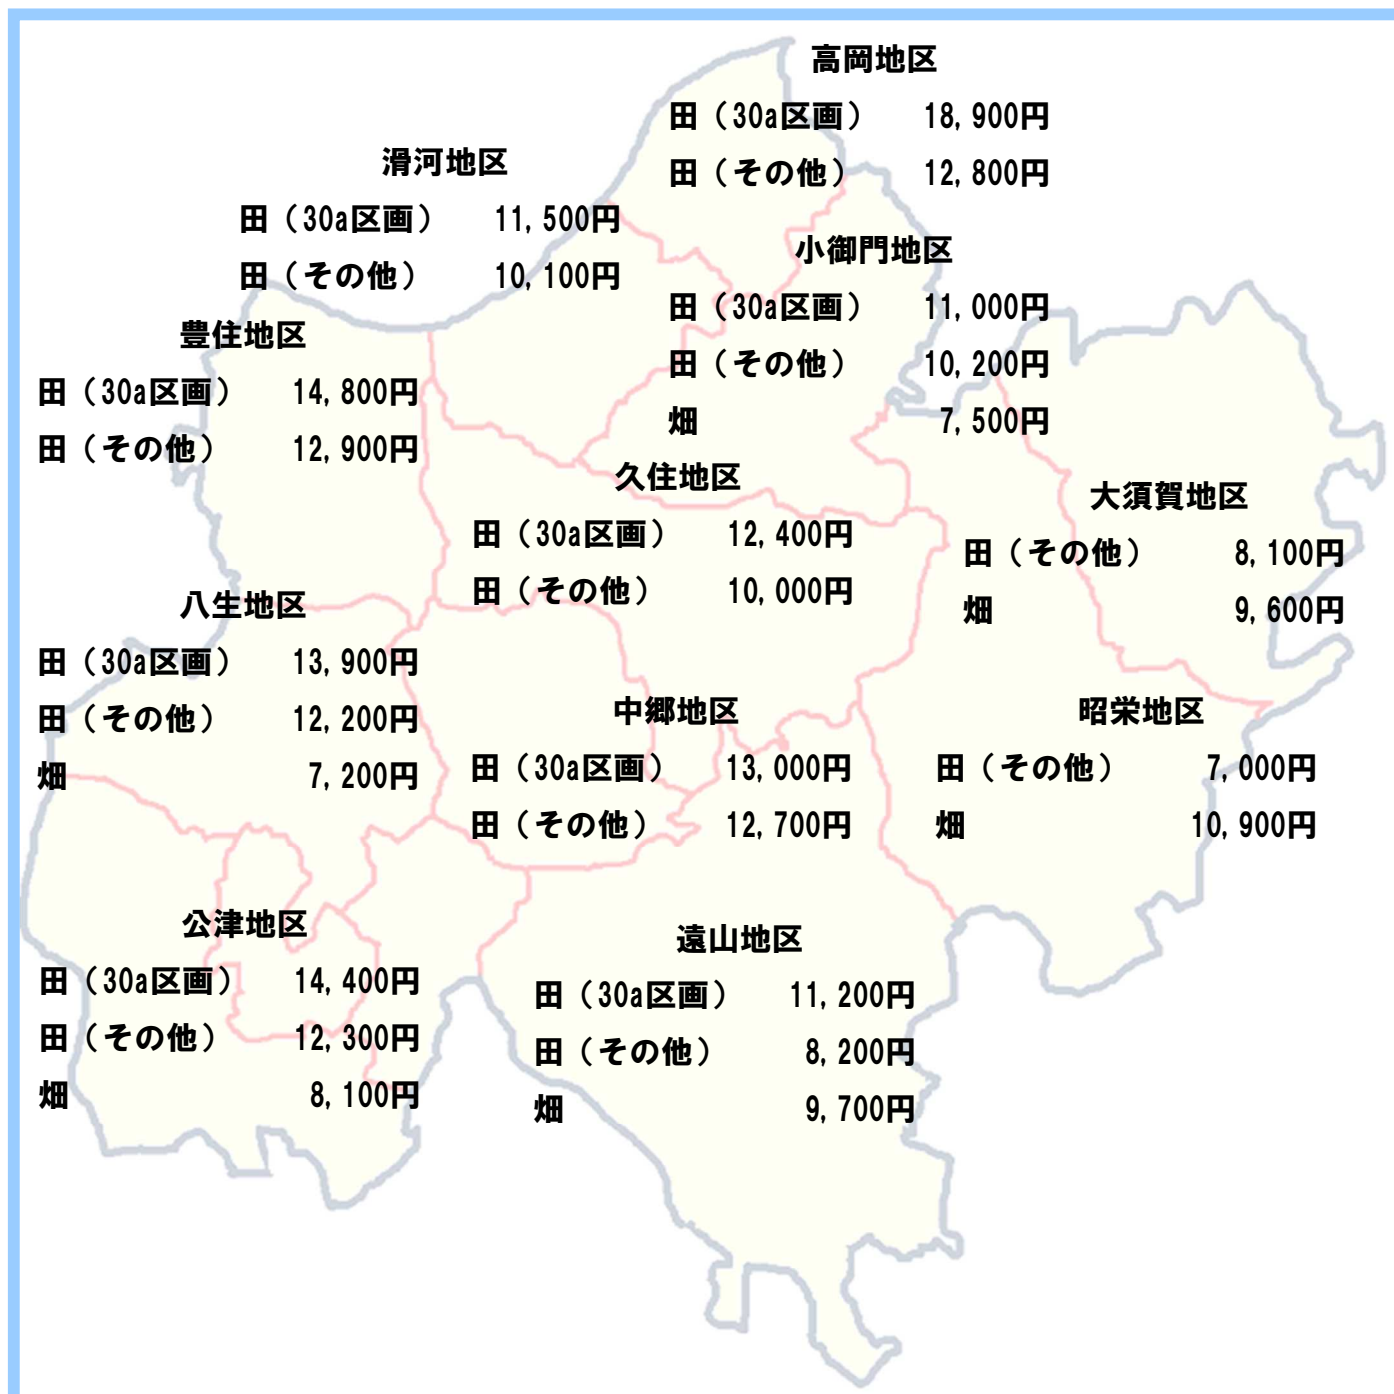 高岡地区
田（30a区画） 18,900円
田（その他） 12,800円
滑河地区
田（30a区画） 11,500円
田（その他） 10,100円
小御門地区
田（30a区画） 11,000円
田（その他） 10,200円
畑 7,500円
豊住地区
田（30a区画） 14,800円
田（その他） 12,900円
久住地区
田（30a区画） 12,400円
田（その他） 10,000円
大須賀地区
田（その他） 8,100円
畑 9,600円
八生地区
田（30a区画） 13,900円
田（その他） 12,200円
畑 7,200円
中郷地区
田（30a区画） 13,000円
田（その他） 12,700円
昭栄地区
田（その他） 7,000円
畑 10,900円
公津地区
田（30a区画） 14,400円
田（その他） 12,300円
畑 8,100円
遠山地区
田（30a区画） 11,200円
田（その他） 8,200円
畑 9,700円